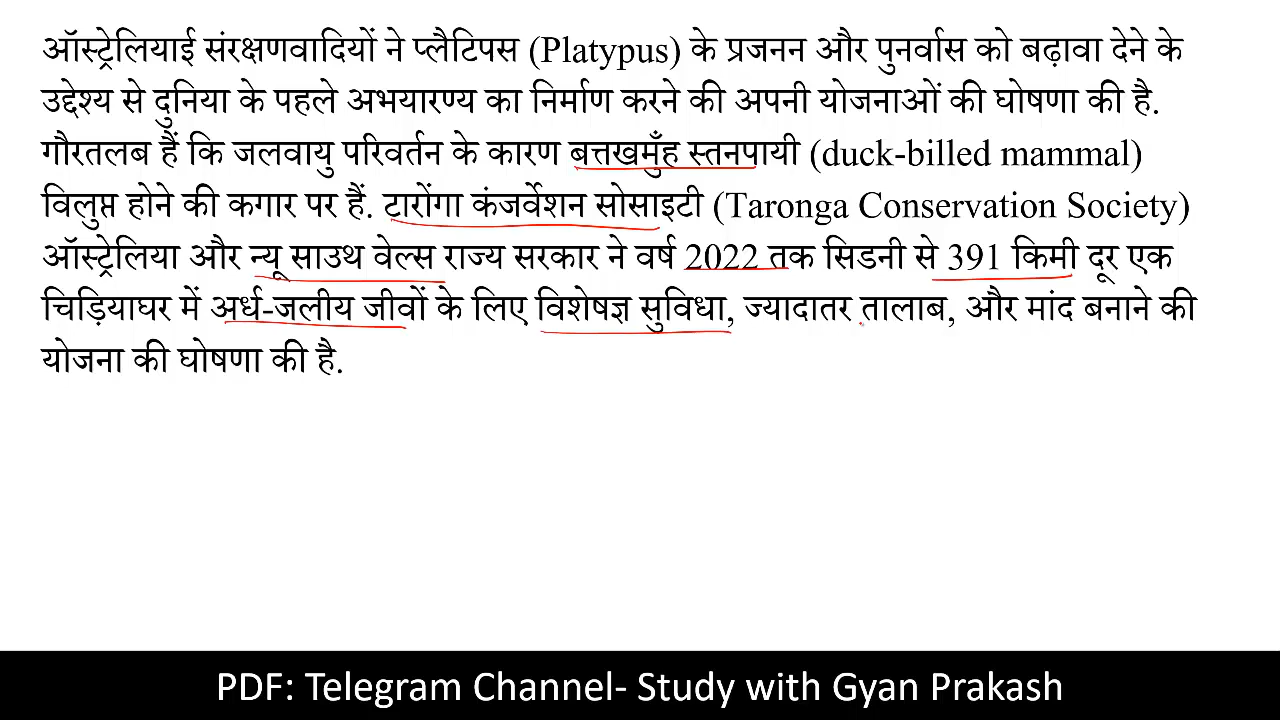 ऑस्ट्रेलियाई संरक्षणवादियों ने प्लैटिपस (Platypus) के प्रजनन और पुनर्वास को बढ़ावा देने के
उद्देश्य से दुनिया के पहले अभयारण्य का निर्माण करने की अपनी योजनाओं की घोषणा की है.
गौरतलब हैं कि जलवायु परिवर्तन के कारण बत्तखमुँह स्तनपायी (duck-billed mammal)
विलुप्त होने की कगार पर हैं. टारोंगा कंजर्वेशन सोसाइटी (Taronga Conservation Society)
ऑस्ट्रेलिया और न्यू साउथ वेल्स राज्य सरकार ने वर्ष 2022 तक सिडनी से 391 किमी दूर एक
चिड़ियाघर में अर्ध-जलीय जीवों के लिए विशेषज्ञ सुविधा, ज्यादातर तालाब, और मांद बनाने की
योजना की घोषणा की है.
PDF: Telegram Channel- Study with Gyan Prakash